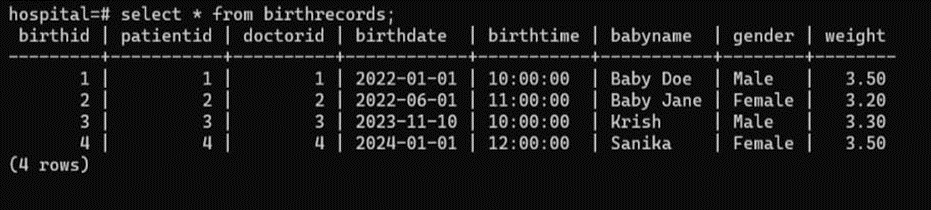 hospital=# select * from birthrecords;
 birthid | patientid | doctorid | birthdate  | birthtime | babyname  | gender | weight
---------+-----------+----------+------------+-----------+-----------+--------+--------
       1 |         1 |        1 | 2022-01-01 | 10:00:00  | Baby Doe  | Male   |   3.50
       2 |         2 |        2 | 2022-06-01 | 11:00:00  | Baby Jane | Female |   3.20
       3 |         3 |        3 | 2023-11-10 | 10:00:00  | Krish     | Male   |   3.30
       4 |         4 |        4 | 2024-01-01 | 12:00:00  | Sanika    | Female |   3.50
(4 rows)